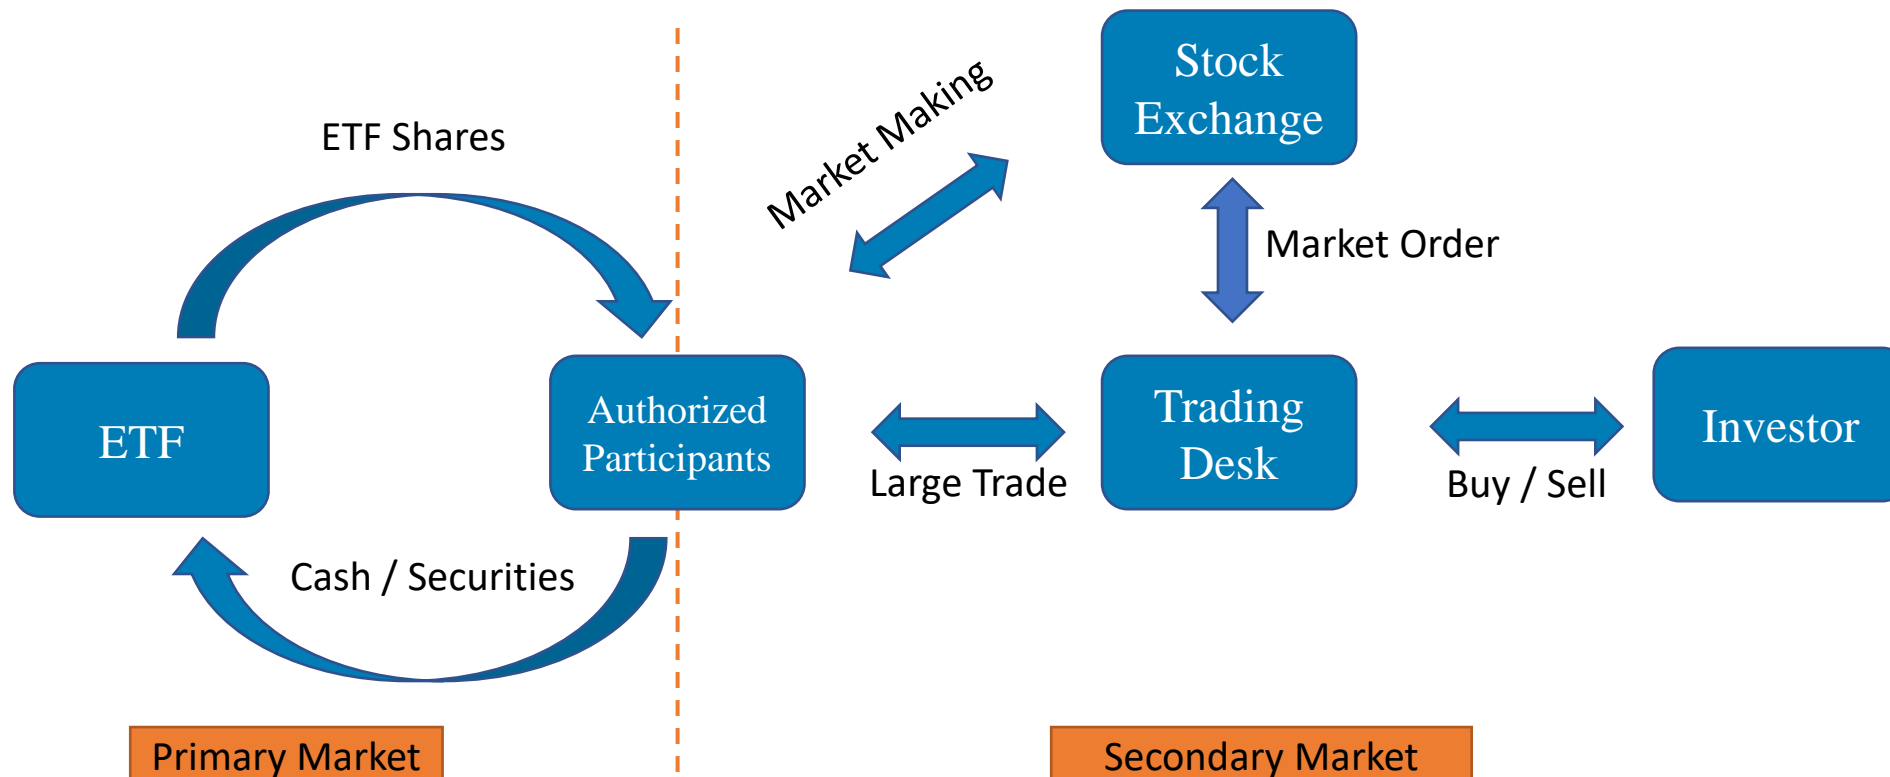 Stock
Exchange
ETF Shares
Market Making
Market Order
ETF
Authorized
Participants
Large Trade
Trading
Desk
Buy / Sell
Investor
Cash / Securities
Primary Market
Secondary Market